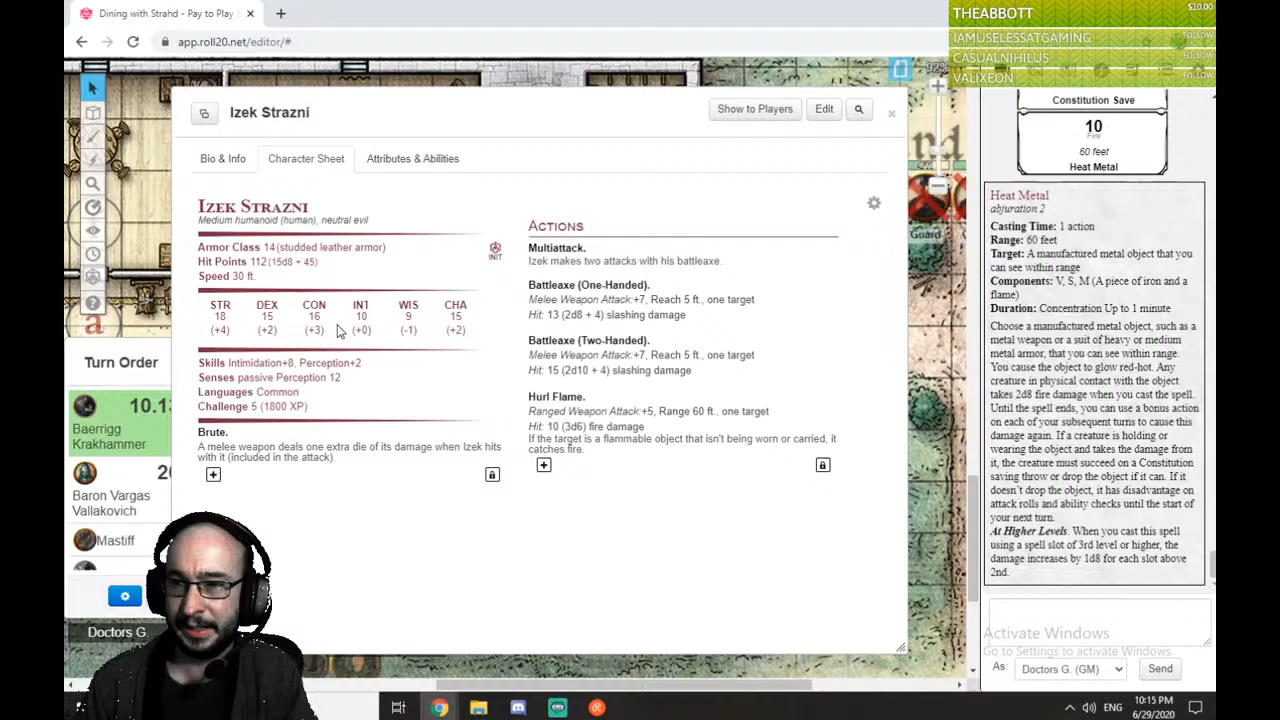 Dining with Strahd - Pay to Play
THEABBOTT
$10.00
IAMUSELESSATGAMING
FOLLOW
CASUALNIHILUS
FOLLOW
VALIXEON
FOLLOW
app.roll20.net/editor/#
92%
Izek Strazni
Show to Players
Edit
Bio & Info
Character Sheet
Attributes & Abilities
IZEK STRAZNI
Medium humanoid (human), neutral evil
Armor Class 14 (studded leather armor)
Hit Points 112 (15d8 + 45)
Speed 30 ft.
INIT
STR DEX CON INT WIS CHA
18 15 16 10 9 15
(+4) (+2) (+3) (+0) (-1) (+2)
Skills Intimidation+8, Perception+2
Senses passive Perception 12
Languages Common
Challenge 5 (1800 XP)
Brute.
A melee weapon deals one extra die of its damage when Izek hits
with it (included in the attack).
ACTIONS
Multiattack.
Izek makes two attacks with his battleaxe.
Battleaxe (One-Handed).
Melee Weapon Attack:+7, Reach 5 ft., one target
Hit: 13 (2d8 + 4) slashing damage
Battleaxe (Two-Handed).
Melee Weapon Attack:+7, Reach 5 ft., one target
Hit: 15 (2d10 + 4) slashing damage
Hurl Flame.
Ranged Weapon Attack:+5, Range 60 ft., one target
Hit: 10 (3d6) fire damage
If the target is a flammable object that isn't being worn or carried, it
catches fire.
Guard
Turn Order
10.13
Baerrigg
Krakhammer
20
Baron Vargas
Vallakovich
Mastiff
Doctors G.
Constitution Save
10
Fire
60 feet
Heat Metal
Heat Metal
abjuration 2
Casting Time: 1 action
Range: 60 feet
Target: A manufactured metal object that you
can see within range
Components: V, S, M (A piece of iron and a
flame)
Duration: Concentration Up to 1 minute
Choose a manufactured metal object, such as a
metal weapon or a suit of heavy or medium
metal armor, that you can see within range.
You cause the object to glow red-hot. Any
creature in physical contact with the object
takes 2d8 fire damage when you cast the spell.
Until the spell ends, you can use a bonus action
on each of your subsequent turns to cause this
damage again. If a creature is holding or
wearing the object and takes the damage from
it, the creature must succeed on a Constitution
saving throw or drop the object if it can. If it
doesn't drop the object, it has disadvantage on
attack rolls and ability checks until the start of
your next turn.
At Higher Levels. When you cast this spell
using a spell slot of 3rd level or higher, the
damage increases by 1d8 for each slot above
2nd.
Activate Windows
Go to Settings to activate Windows.
As:
Doctors G. (GM)
Send
ENG
10:15 PM
6/29/2020